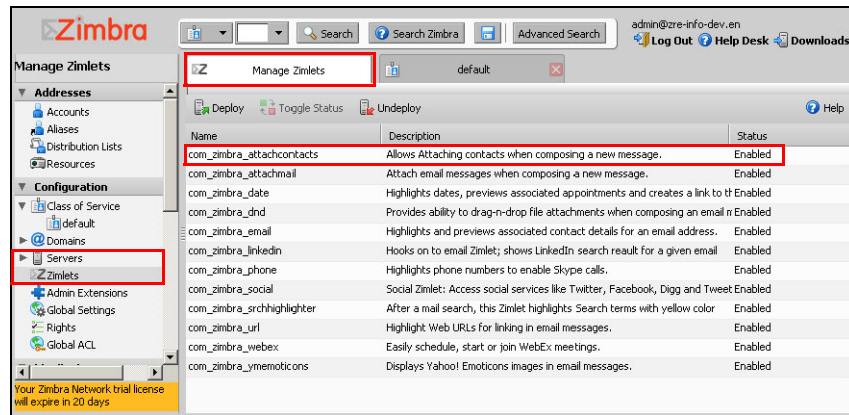 Zimbra
Search
Search Zimbra
Advanced Search
admin@zre-info-dev.en
Log Out Help Desk Downloads
Manage Zimlets
Addresses
Accounts
Aliases
Distribution Lists
Resources
Configuration
Class of Service
default
Domains
Servers
Zimlets
Admin Extensions
Global Settings
Rights
Global ACL
Your Zimbra Network trial license
will expire in 20 days
Manage Zimlets default
Deploy Toggle Status Undeploy Help
Name Description Status
com_zimbra_attachcontacts Allows Attaching contacts when composing a new message. Enabled
com_zimbra_attachmail Attach email messages when composing a new message. Enabled
com_zimbra_date Highlights dates, previews associated appointments and creates a link to th Enabled
com_zimbra_dnd Provides ability to drag-n-drop file attachments when composing an email m Enabled
com_zimbra_email Highlights and previews associated contact details for an email address. Enabled
com_zimbra_linkedin Hooks on to email Zimlet; shows LinkedIn search reault for a given email Enabled
com_zimbra_phone Highlights phone numbers to enable Skype calls. Enabled
com_zimbra_social Social Zimlet: Access social services like Twitter, Facebook, Digg and Tweet Enabled
com_zimbra_srchhighlighter After a mail search, this Zimlet highlights Search terms with yellow color Enabled
com_zimbra_url Highlight Web URLs for linking in email messages. Enabled
com_zimbra_webex Easily schedule, start or join WebEx meetings. Enabled
com_zimbra_ymemoticons Displays Yahoo! Emoticons images in email messages. Enabled